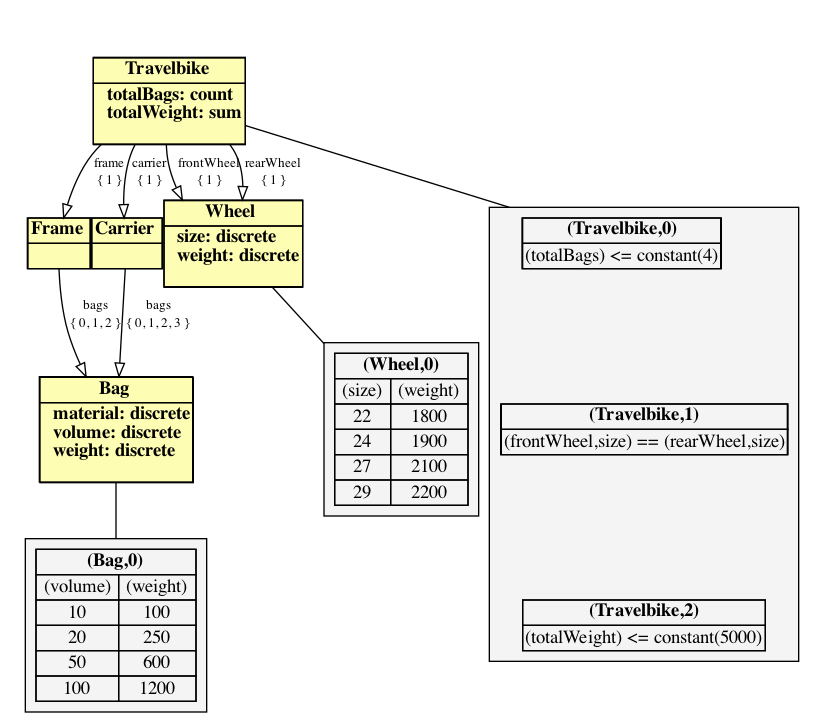 Travelbike
totalBags: count
totalWeight: sum
frame carrier frontWheel rearWheel
{ 1 } { 1 } { 1 } { 1 }
Frame Carrier
Wheel
size: discrete
weight: discrete
(Travelbike,0)
(totalBags) <= constant(4)
bags bags
{ 0, 1, 2 } { 0, 1, 2, 3 }
Bag
material: discrete
volume: discrete
weight: discrete
(Wheel,0)
(size) (weight)
22 1800
24 1900
27 2100
29 2200
(Travelbike,1)
(frontWheel,size) == (rearWheel,size)
(Bag,0)
(volume) (weight)
10 100
20 250
50 600
100 1200
(Travelbike,2)
(totalWeight) <= constant(5000)